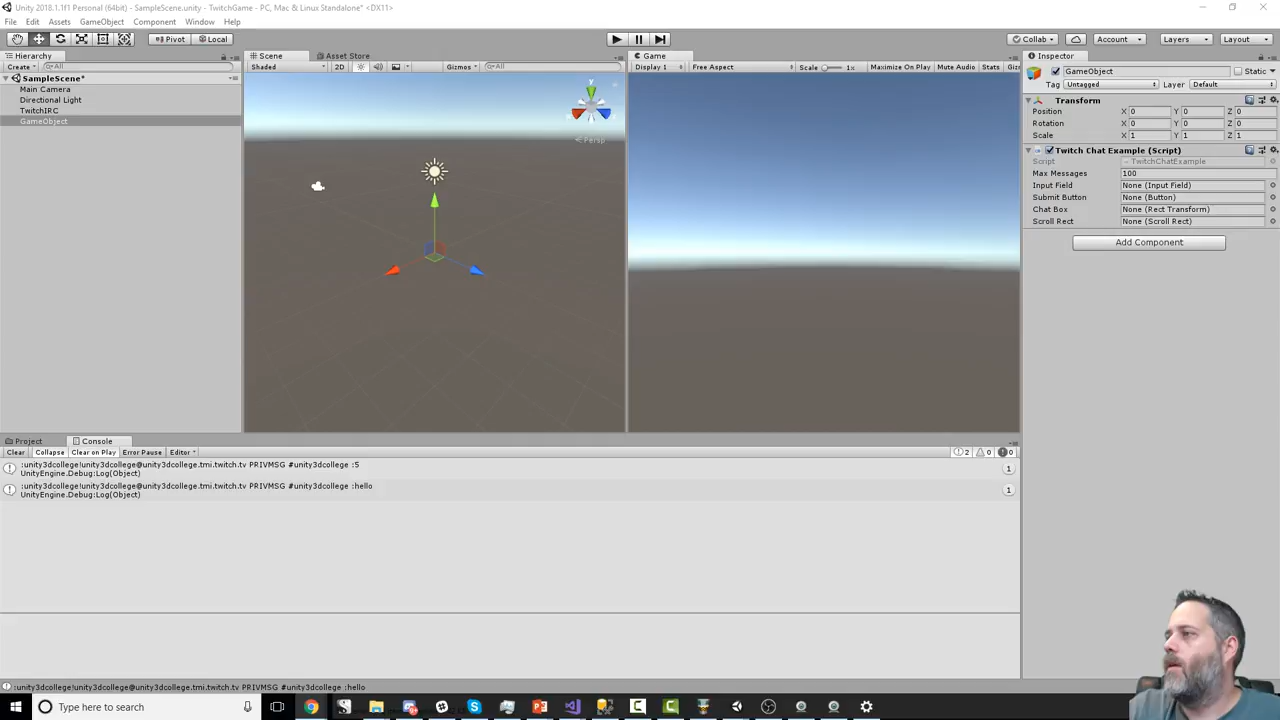 Unity 2018.1.1f1 Personal (64bit) - SampleScene.unity - TwitchGame - PC, Mac & Linux Standalone* <DX11>
File Edit Assets GameObject Component Window Help
Pivot Local Collab Account Layers Layout
Hierarchy Scene Asset Store Game Inspector
Create All Shaded 2D Gizmos All Display 1 Free Aspect Scale 1x Maximize On Play Mute Audio Stats Giz
GameObject Static
SampleScene*
Tag Untagged Layer Default
Main Camera
Directional Light
TwitchIRC
GameObject
y
Persp
Transform
Position X 0 Y 0 Z 0
Rotation X 0 Y 0 Z 0
Scale X 1 Y 1 Z 1
Twitch Chat Example (Script)
Script TwitchChatExample
Max Messages 100
Input Field None (Input Field)
Submit Button None (Button)
Chat Box None (Rect Transform)
Scroll Rect None (Scroll Rect)
Add Component
Project Console
Clear Collapse Clear on Play Error Pause Editor 2 0 0
:unity3dcollege!unity3dcollege@unity3dcollege.tmi.twitch.tv PRIVMSG #unity3dcollege :5
UnityEngine.Debug:Log(Object)
1
:unity3dcollege!unity3dcollege@unity3dcollege.tmi.twitch.tv PRIVMSG #unity3dcollege :hello
UnityEngine.Debug:Log(Object)
1
:unity3dcollege!unity3dcollege@unity3dcollege.tmi.twitch.tv PRIVMSG #unity3dcollege :hello
Type here to search